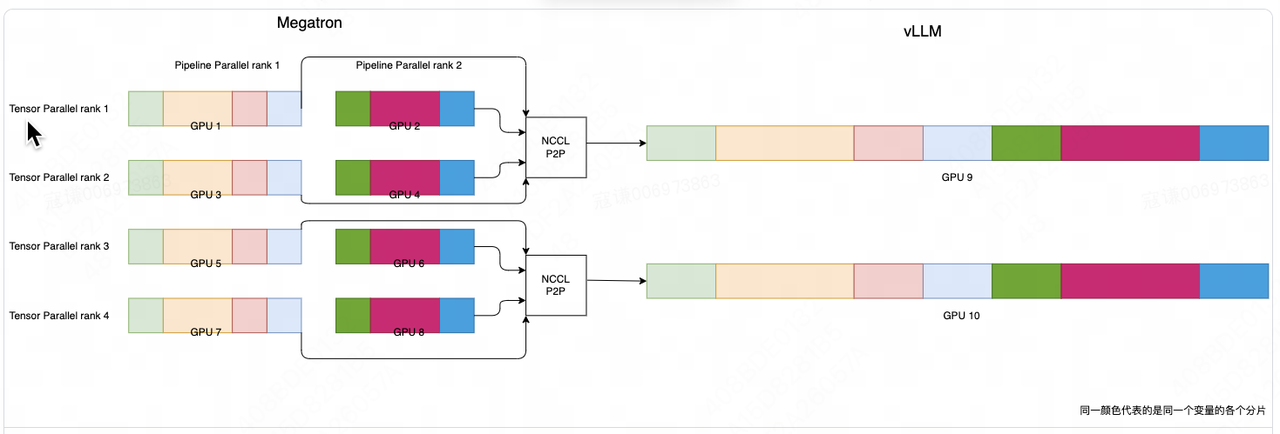 Megatron
vLLM
Pipeline Parallel rank 1
Pipeline Parallel rank 2
Tensor Parallel rank 1
GPU 1
GPU 2
NCCL
P2P
Tensor Parallel rank 2
GPU 3
GPU 4
GPU 9
Tensor Parallel rank 3
GPU 5
GPU 6
NCCL
P2P
Tensor Parallel rank 4
GPU 7
GPU 8
GPU 10
同一颜色代表的是同一个变量的各个分片